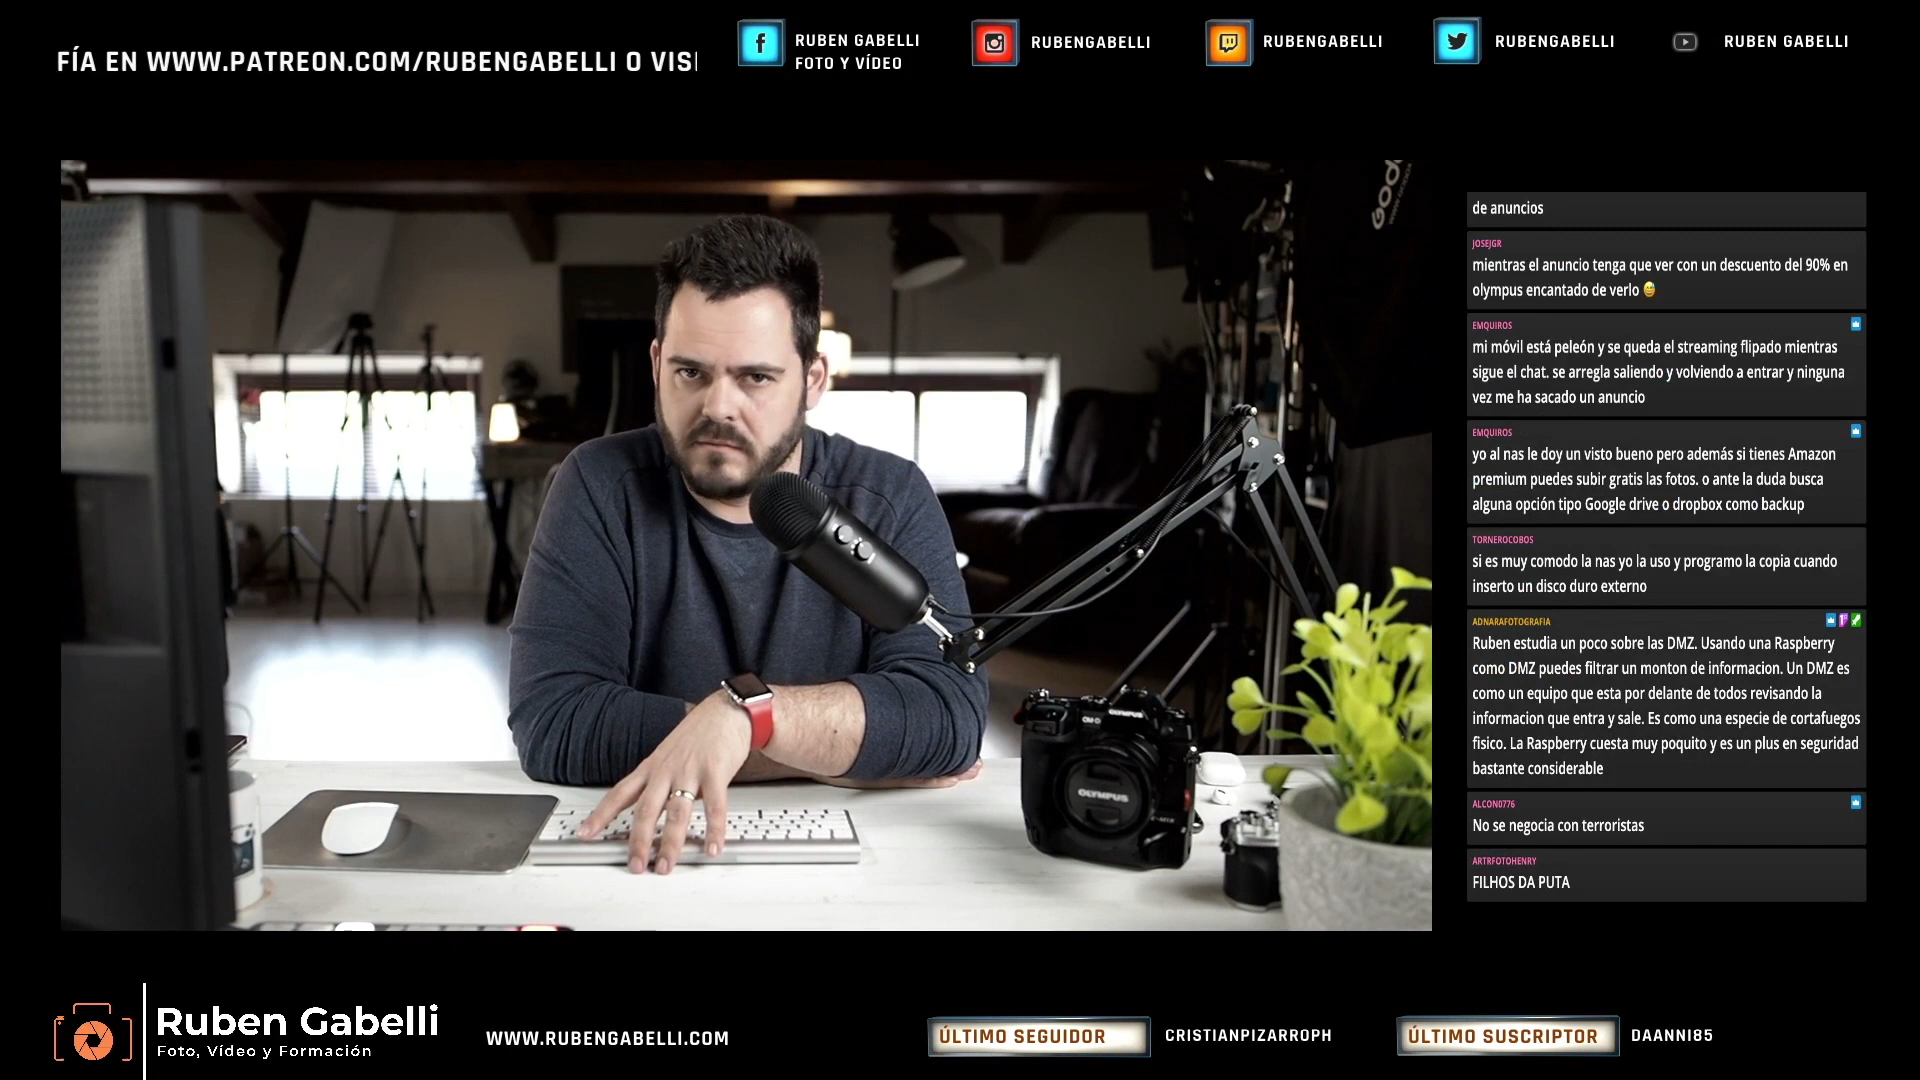 FÍA EN WWW.PATREON.COM/RUBENGABELLI O VIS
RUBEN GABELLI
FOTO Y VÍDEO
RUBENGABELLI
RUBENGABELLI
RUBENGABELLI
RUBEN GABELLI
de anuncios
JOSEJGR
mientras el anuncio tenga que ver con un descuento del 90% en
olympus encantado de verlo 😅
EMQUIROS
mi móvil está peleón y se queda el streaming flipado mientras
sigue el chat. se arregla saliendo y volviendo a entrar y ninguna
vez me ha sacado un anuncio
EMQUIROS
yo al nas le doy un visto bueno pero además si tienes Amazon
premium puedes subir gratis las fotos. o ante la duda busca
alguna opción tipo Google drive o dropbox como backup
TORNEROCOBOS
si es muy comodo la nas yo la uso y programo la copia cuando
inserto un disco duro externo
ADNARAFOTOGRAFIA
Ruben estudia un poco sobre las DMZ. Usando una Raspberry
como DMZ puedes filtrar un monton de informacion. Un DMZ es
como un equipo que esta por delante de todos revisando la
informacion que entra y sale. Es como una especie de cortafuegos
fisico. La Raspberry cuesta muy poquito y es un plus en seguridad
bastante considerable
ALCON0776
No se negocia con terroristas
ARTRFOTOHENRY
FILHOS DA PUTA
OLYMPUS
OM-D
OLYMPUS
Ruben Gabelli
Foto, Vídeo y Formación
WWW.RUBENGABELLI.COM
ÚLTIMO SEGUIDOR
CRISTIANPIZARROPH
ÚLTIMO SUSCRIPTOR
DAANNI85